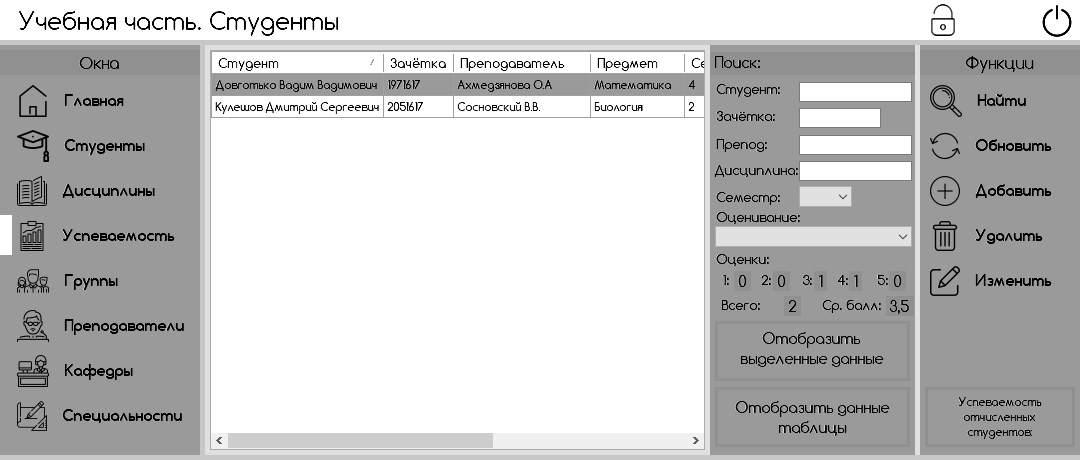 Учебная часть. Студенты
Окна
Главная
Студенты
Дисциплины
Успеваемость
Группы
Преподаватели
Кафедры
Специальности
Студент Зачётка Преподаватель Предмет Се
Довготько Вадим Вадимович 1971617 Ахмедзянова О.А Математика 4
Кулешов Дмитрий Сергеевич 2051617 Сосновский В.В. Биология 2
Поиск:
Студент:
Зачётка:
Препод:
Дисциплина:
Семестр:
Оценивание:
Оценки:
1: 0 2: 0 3: 1 4: 1 5: 0
Всего: 2 Ср. балл: 3,5
Отобразить
выделенные данные
Отобразить данные
таблицы
Функции
Найти
Обновить
Добавить
Удалить
Изменить
Успеваемость
отчисленных
студентов: